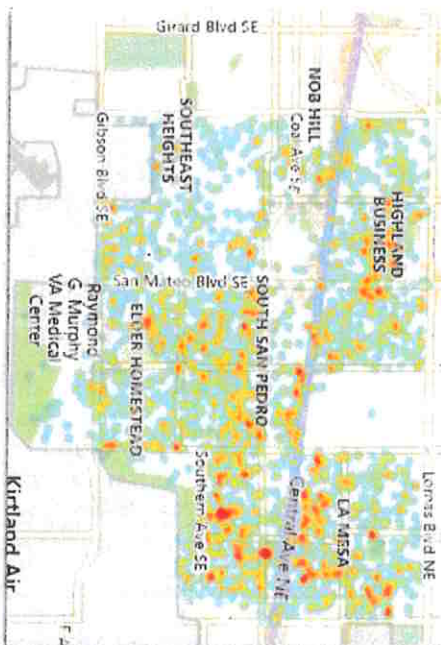 Girard Blvd SE
NOB HILL
Coal Ave SE
SOUTHEAST
HEIGHTS
Gibson Blvd SE
HIGHLAND
BUSINESS
San Mateo Blvd SE
SOUTH SAN PEDRO
ELDER HOMESTEAD
Raymond
G Murphy
VA Medical
Center
Lomas Blvd NE
LA MESA
Central Ave NE
Southern Ave SE
Kirtland Air